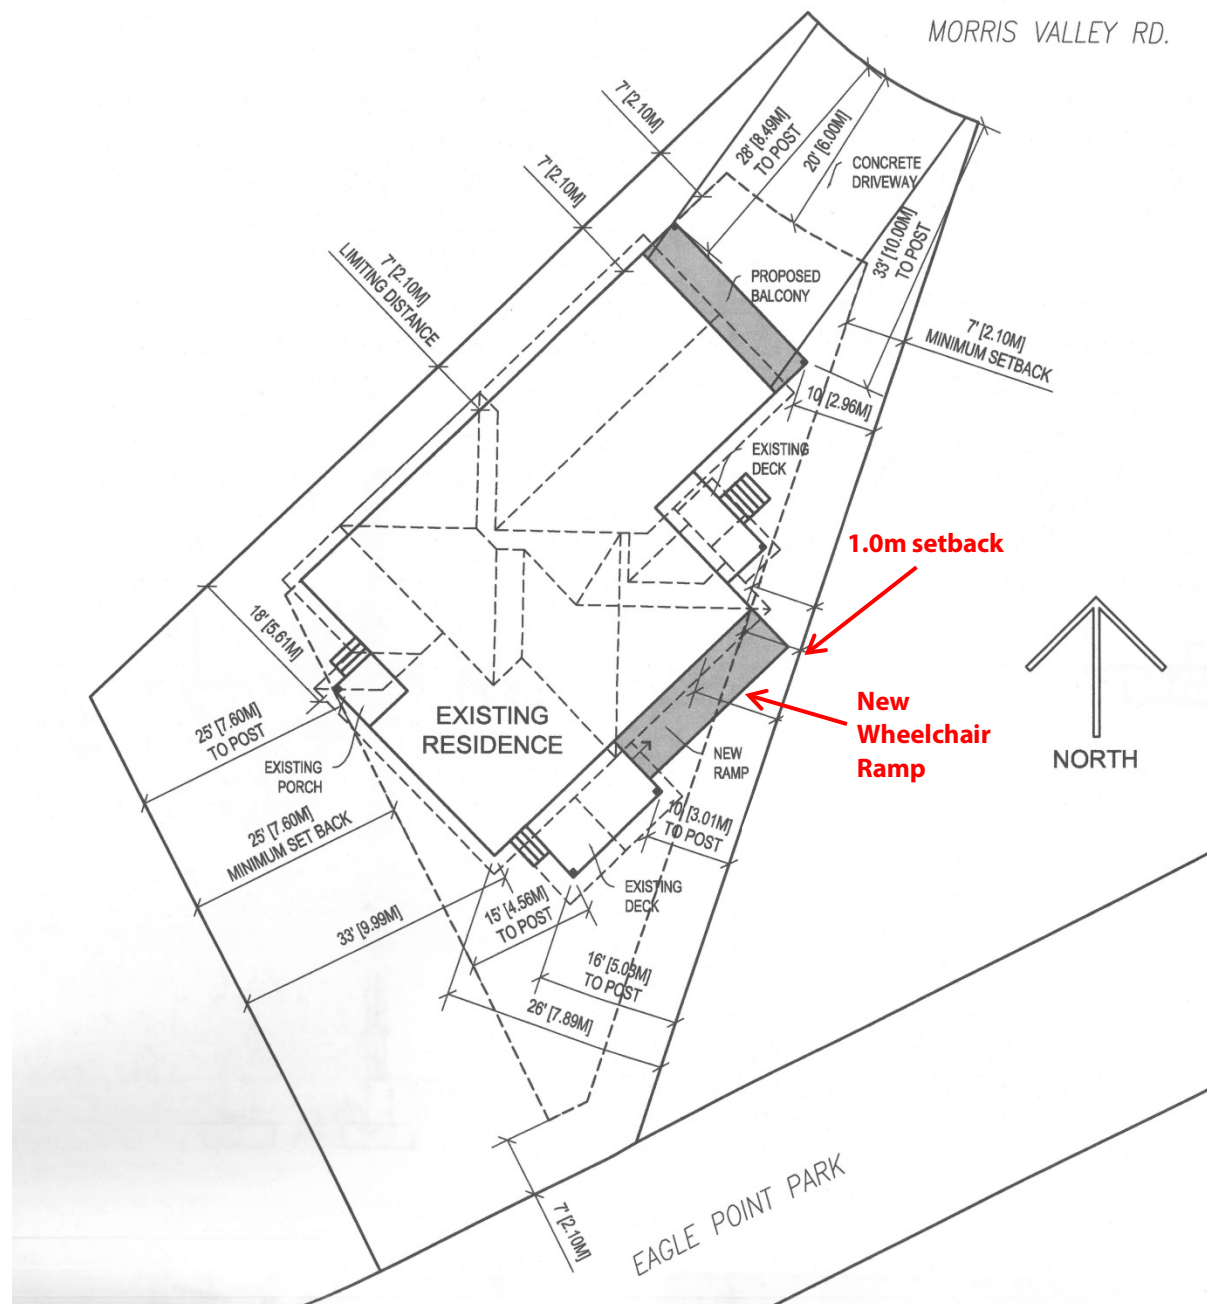 MORRIS VALLEY RD.
7' [2.10M]
28' [8.49M]
TO POST
20' [6.00M]
CONCRETE
DRIVEWAY
7' [2.10M]
33' [10.00M]
TO POST
7' [2.10M]
LIMITING DISTANCE
PROPOSED
BALCONY
7' [2.10M]
MINIMUM SETBACK
10' [2.96M]
EXISTING
DECK
1.0m setback
18' [5.61M]
25' [7.60M]
TO POST
EXISTING
PORCH
EXISTING
RESIDENCE
NEW
RAMP
New
Wheelchair
Ramp
NORTH
10' [3.01M]
TO POST
25' [7.60M]
MINIMUM SET BACK
33' [9.99M]
15' [4.56M]
TO POST
EXISTING
DECK
16' [5.03M]
TO POST
26' [7.89M]
7' [2.10M]
EAGLE POINT PARK